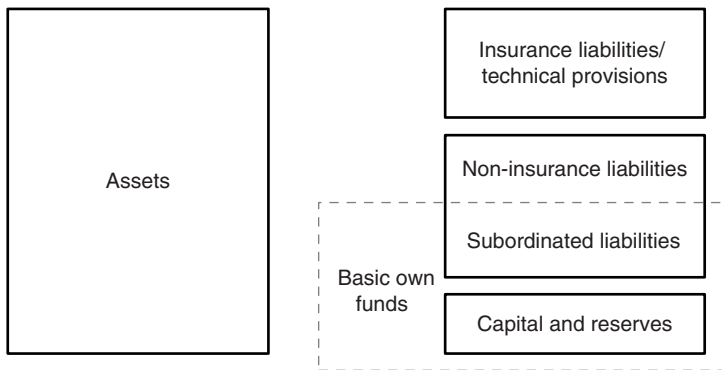 Assets
Insurance liabilities/
technical provisions
Non-insurance liabilities
Subordinated liabilities
Basic own
funds
Capital and reserves